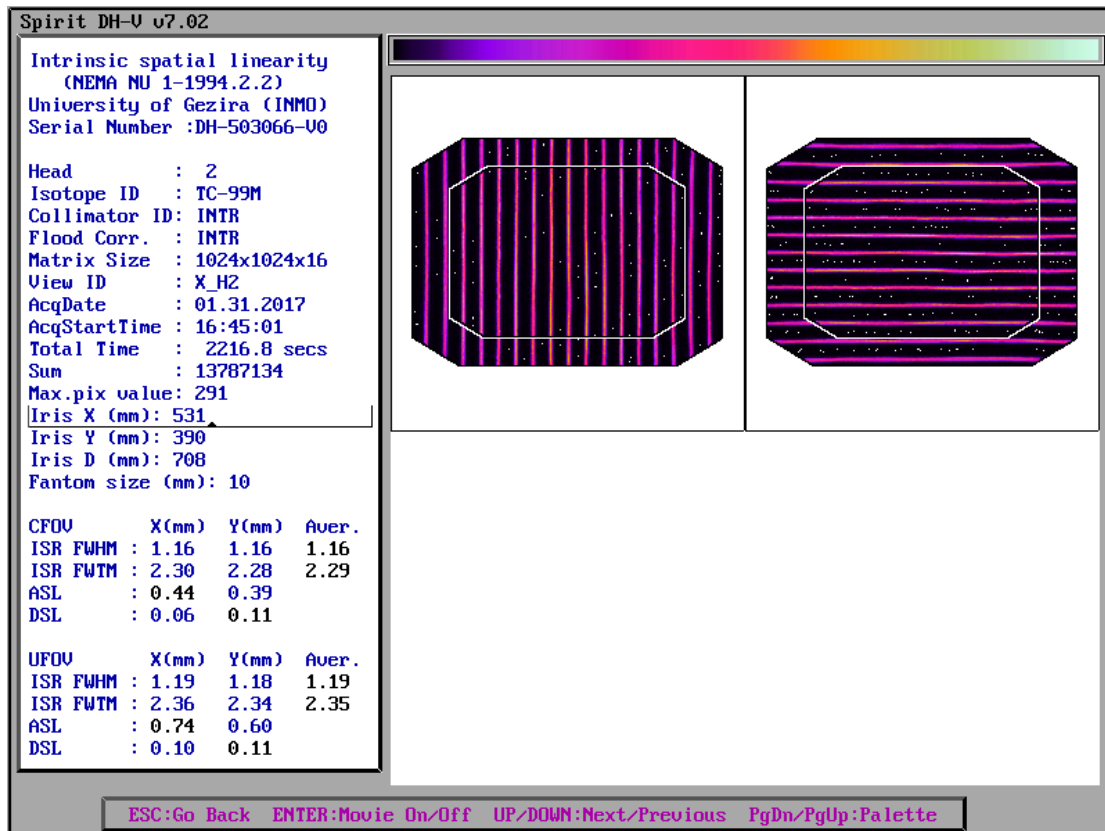 Spirit DH-V v7.02
Intrinsic spatial linearity
(NEMA NU 1-1994.2.2)
University of Gezira (INMO)
Serial Number :DH-503066-V0
Head : 2
Isotope ID : TC-99M
Collimator ID: INTR
Flood Corr. : INTR
Matrix Size : 1024x1024x16
View ID : X_H2
AcqDate : 01.31.2017
AcqStartTime : 16:45:01
Total Time : 2216.8 secs
Sum : 13787134
Max.pix value: 291
Iris X (mm): 531
Iris Y (mm): 390
Iris D (mm): 708
Fantom size (mm): 10
CFOV X(mm) Y(mm) Aver.
ISR FWHM : 1.16 1.16 1.16
ISR FWTM : 2.30 2.28 2.29
ASL : 0.44 0.39
DSL : 0.06 0.11
UFOV X(mm) Y(mm) Aver.
ISR FWHM : 1.19 1.18 1.19
ISR FWTM : 2.36 2.34 2.35
ASL : 0.74 0.60
DSL : 0.10 0.11
ESC:Go Back ENTER:Movie On/Off UP/DOWN:Next/Previous PgDn/PgUp:Palette